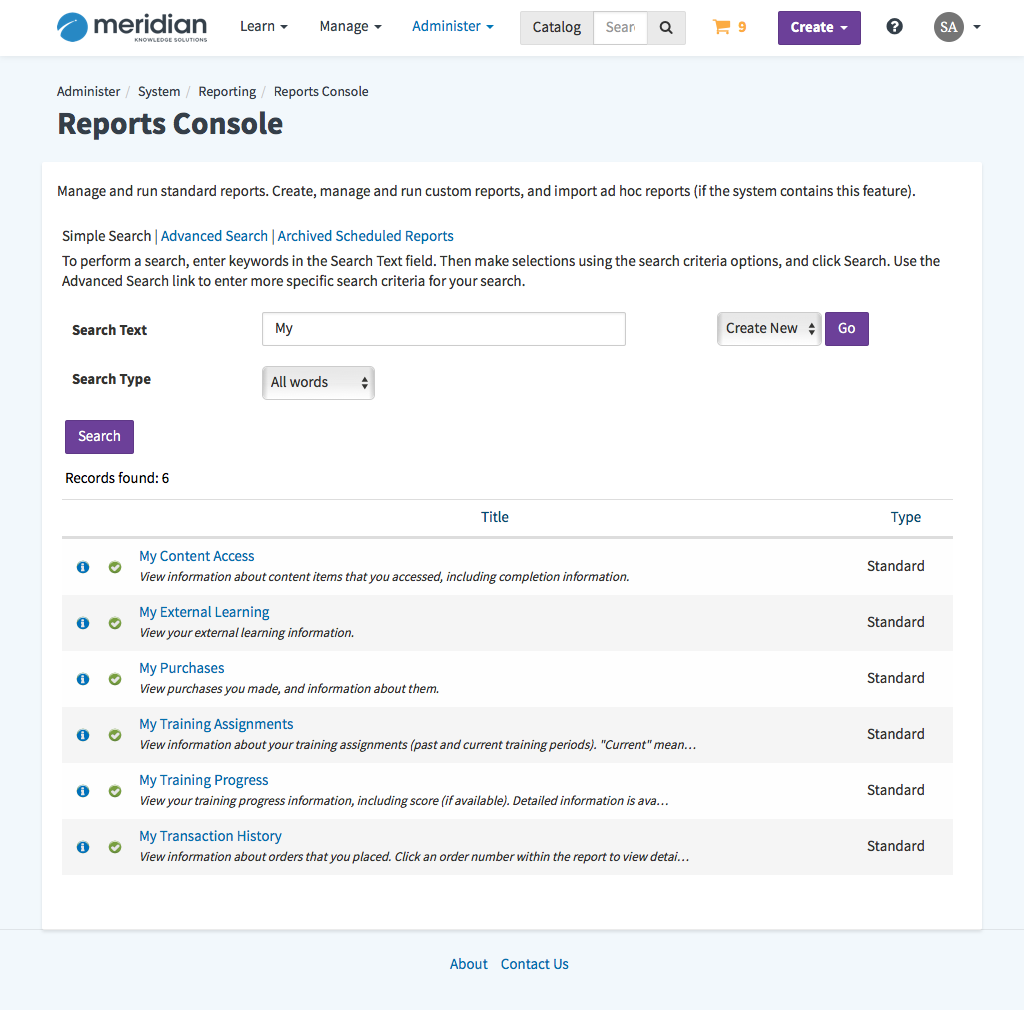 meridian
KNOWLEDGE SOLUTIONS
Learn Manage Administer Catalog Sear 9 Create ? SA
Administer / System / Reporting / Reports Console
Reports Console
Manage and run standard reports. Create, manage and run custom reports, and import ad hoc reports (if the system contains this feature).
Simple Search | Advanced Search | Archived Scheduled Reports
To perform a search, enter keywords in the Search Text field. Then make selections using the search criteria options, and click Search. Use the
Advanced Search link to enter more specific search criteria for your search.
Search Text My Create New Go
Search Type All words
Search
Records found: 6
Title Type
My Content Access
View information about content items that you accessed, including completion information.
Standard
My External Learning
View your external learning information.
Standard
My Purchases
View purchases you made, and information about them.
Standard
My Training Assignments
View information about your training assignments (past and current training periods). "Current" mean…
Standard
My Training Progress
View your training progress information, including score (if available). Detailed information is ava…
Standard
My Transaction History
View information about orders that you placed. Click an order number within the report to view detai…
Standard
About Contact Us